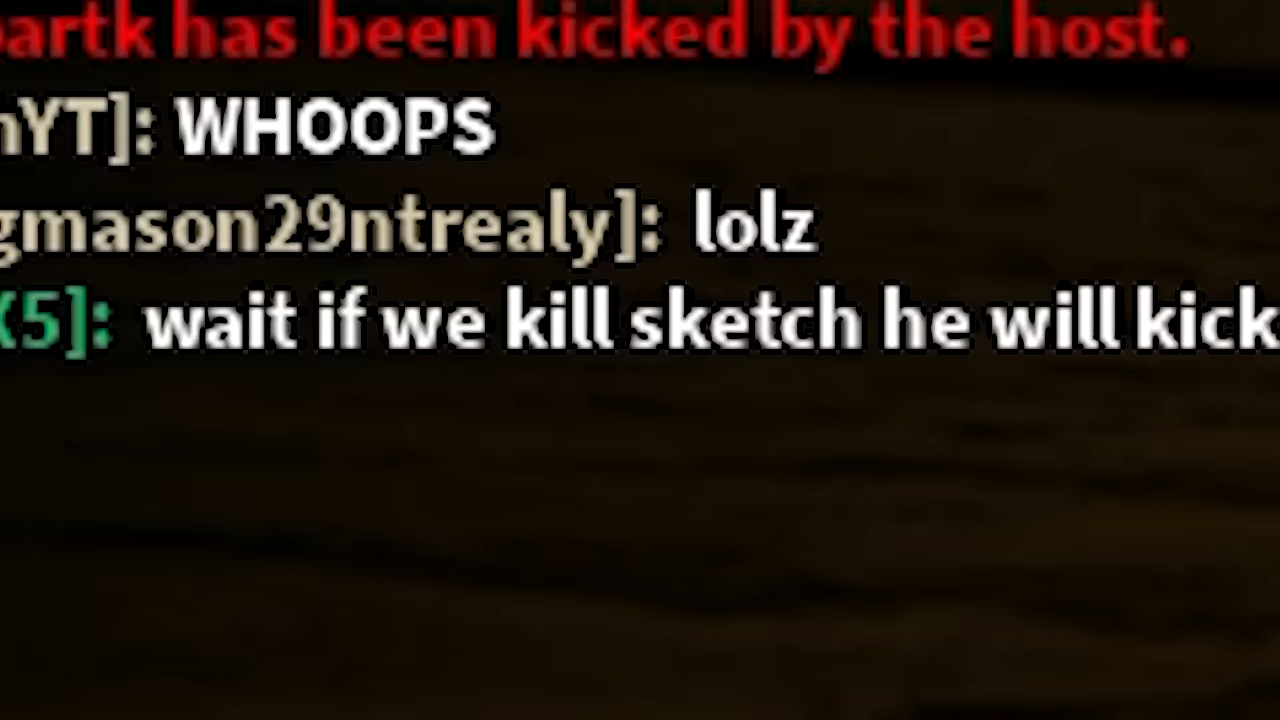 partk has been kicked by the host.
nYT]: WHOOPS
gmason29ntrealy]: lolz
X5]: wait if we kill sketch he will kick